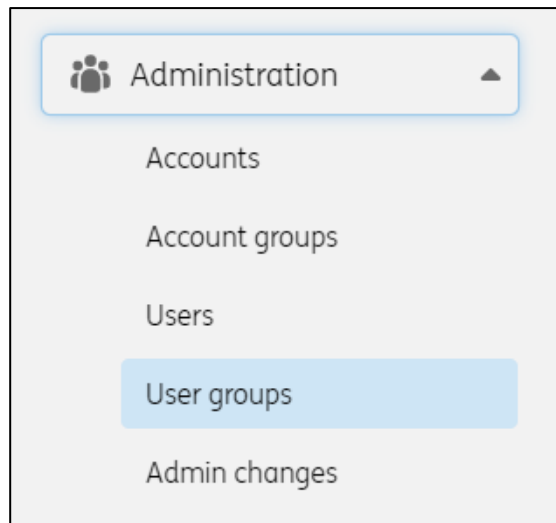 Administration
Accounts
Account groups
Users
User groups
Admin changes